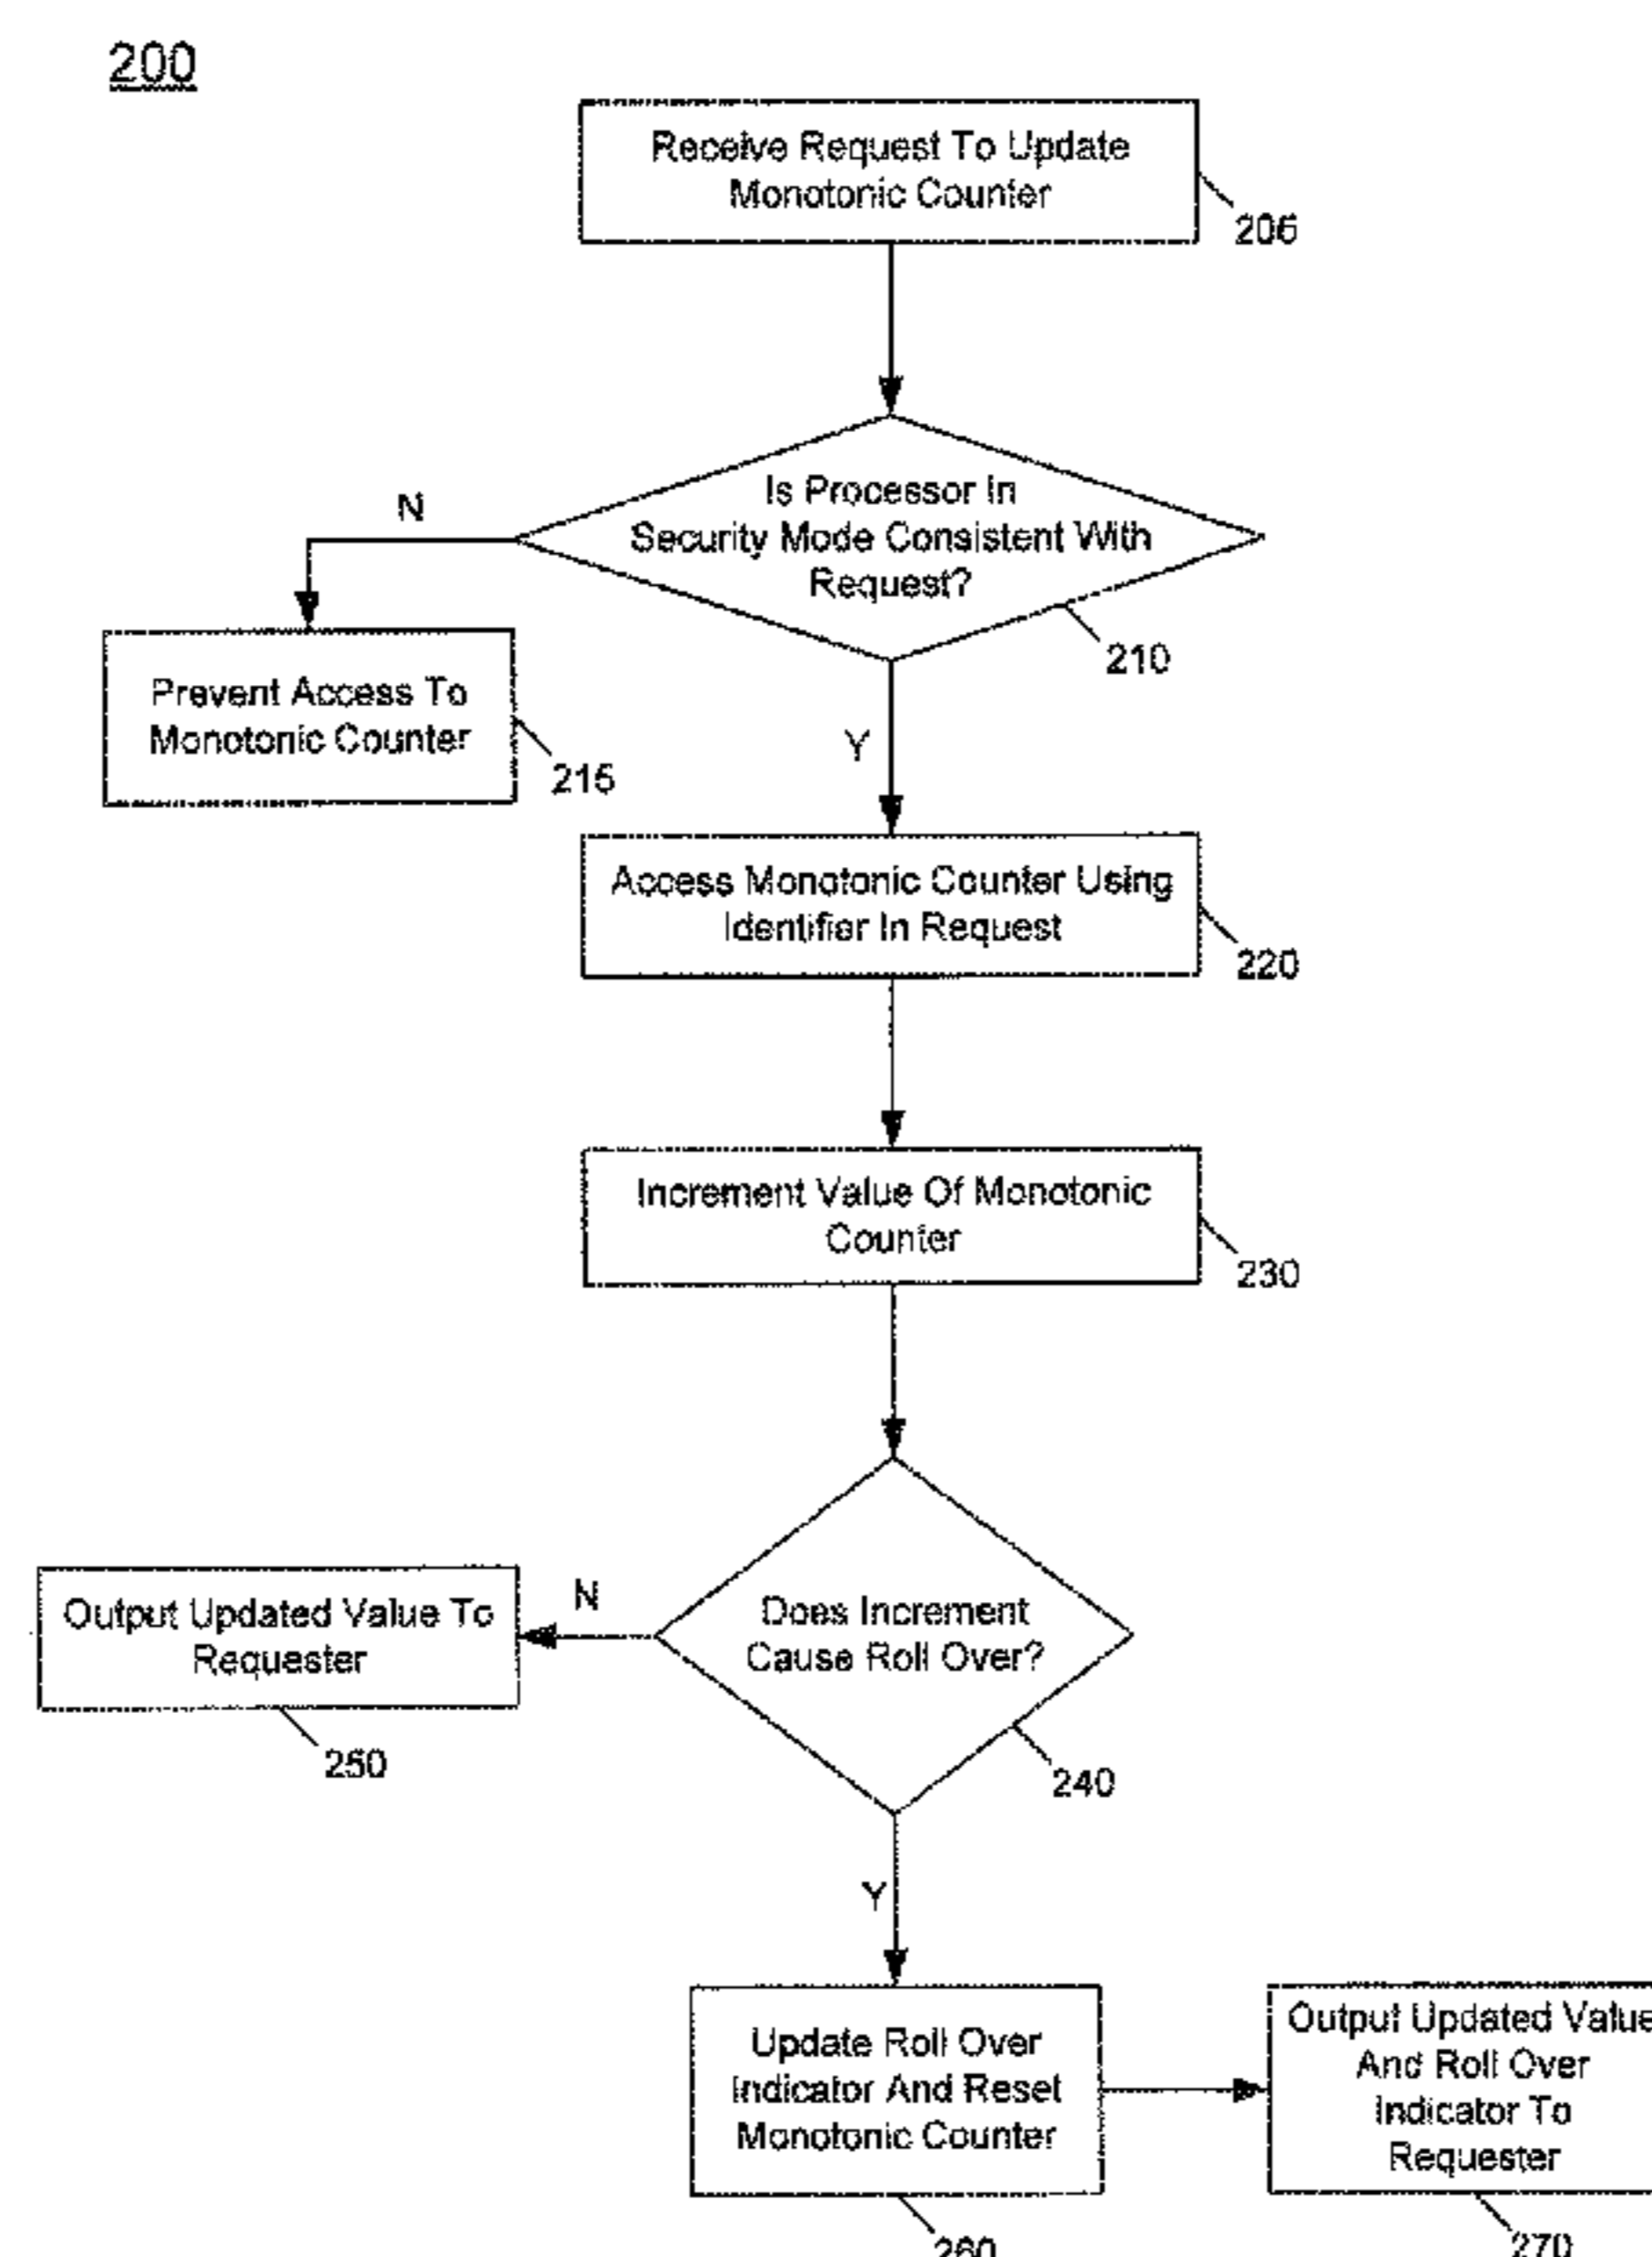 200
Receive Request To Update
Monotonic Counter
205
Is Processor In
Security Mode Consistent With
Request?
210
N
Prevent Access To
Monotonic Counter
215
Y
Access Monotonic Counter Using
Identifier In Request
220
Increment Value Of Monotonic
Counter
230
Does Increment
Cause Roll Over?
240
N
Output Updated Value To
Requester
250
Y
Update Roll Over
Indicator And Reset
Monotonic Counter
260
Output Updated Value
And Roll Over
Indicator To
Requester
270